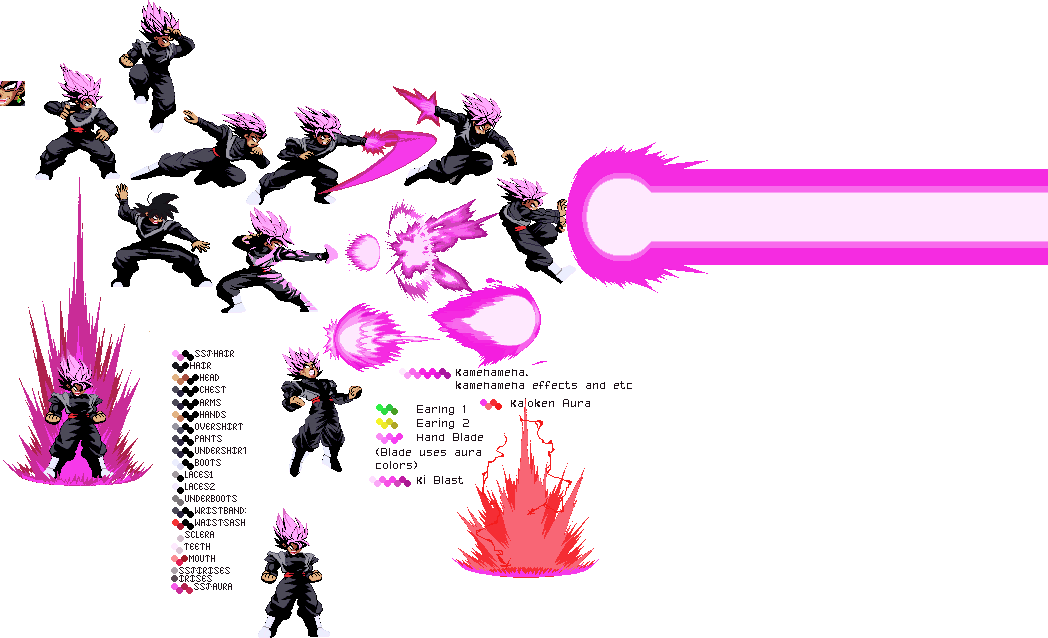 SSJ-HAIR
HAIR
HEAD
CHEST
ARMS
HANDS
OVERSHIRT
PANTS
UNDERSHIRT
BOOTS
LACES1
LACES2
UNDERBOOTS
WRISTBAND:
WAISTSASH
SCLERA
TEETH
MOUTH
SSJ-IRISES
IRISES
SSJ-AURA
Kamehameha.
kamehameha effects and etc
Earing 1
Earing 2
Hand Blade
(Blade uses aura
colors)
Ki Blast
Kaioken Aura